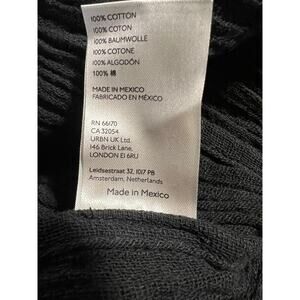 100% COTTON
100% COTON
100% BAUMWOLLE
100% COTONE
100% ALGODÓN
100% 棉
MADE IN MEXICO
FABRICADO EN MÉXICO
RN 66170
CA 32054
URBN UK Ltd.
146 Brick Lane,
LONDON E1 6RU
Leidsestraat 32, 1017 PB
Amsterdam, Netherlands
Made in Mexico